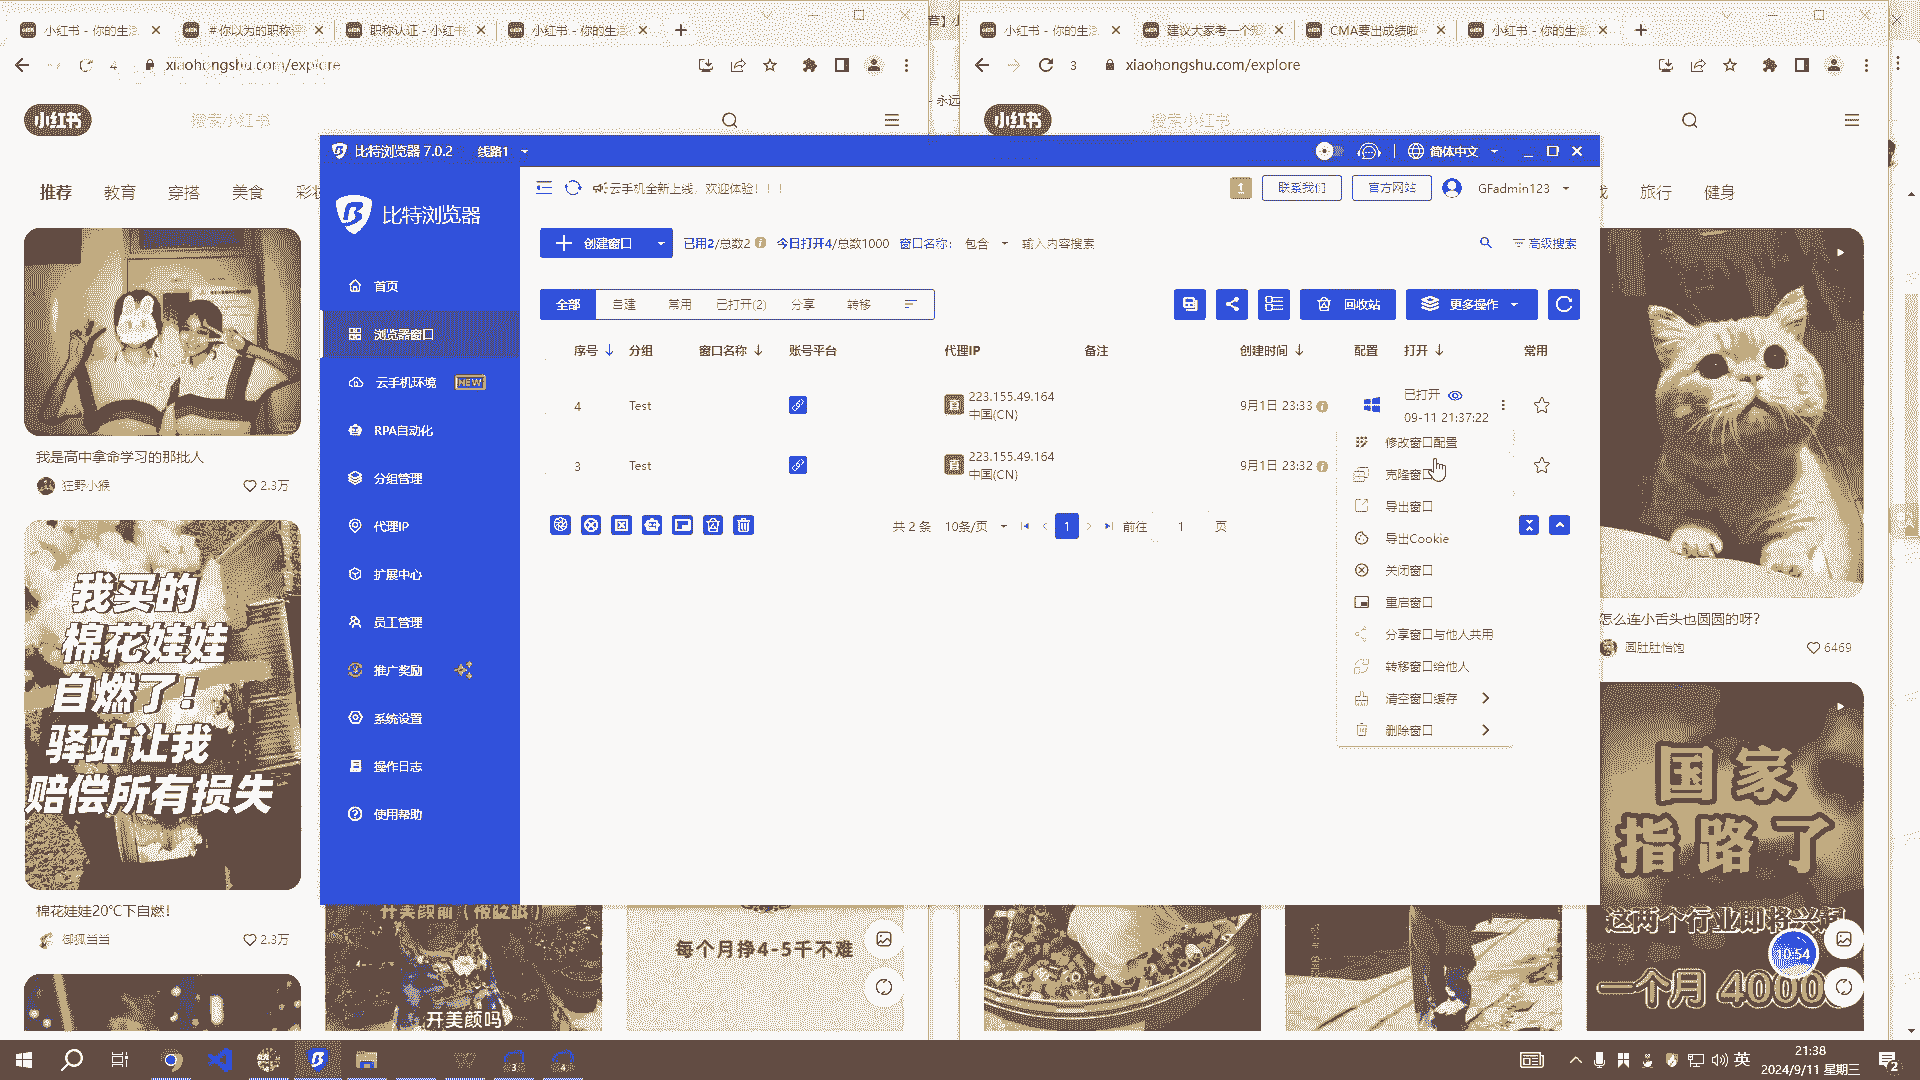 小红书 - 你的生活
#你以为的职称
职称认证 - 小红书
小红书 - 你的生活
4
xiaohongshu.com/explore
小红书
搜索小红书
推荐
教育
穿搭
美食
我是高中拿命学习的那批人
狂野小猴
2.3万
我买的
棉花娃娃
自燃了!
驿站让我
赔偿所有损失
棉花娃娃20℃下自燃!
2.3万
开美颜吗
每个月挣4-5千不难
小红书 - 你的生活
建议大家考一个
CMA要出成绩啦
小红书 - 你的生活
3
xiaohongshu.com/explore
小红书
搜索小红书
旅行
健身
怎么连小舌头也圆圆的呀?
圆肚肚怡饱
6469
国家
指路了
这两个行业即将兴起
一个月 4000
10:54
比特浏览器 7.0.2
线路1
简体中文
比特浏览器
首页
浏览器窗口
云手机环境
NEW
RPA自动化
分组管理
代理IP
扩展中心
员工管理
推广奖励
系统设置
操作日志
使用帮助
云手机全新上线，欢迎体验！！！
1
联系我们
官方网站
GFadmin123
创建窗口
已用2/总数2
今日打开4/总数1000
窗口名称:
包含
输入内容搜索
高级搜索
全部
自建
常用
已打开(2)
分享
转移
回收站
更多操作
序号
分组
窗口名称
账号平台
代理IP
备注
创建时间
配置
打开
常用
4
Test
223.155.49.164
中国(CN)
9月1日 23:33
已打开
09-11 21:37:22
3
Test
223.155.49.164
中国(CN)
9月1日 23:32
共 2 条
10条/页
1
前往
1
页
修改窗口配置
克隆窗口
导出窗口
导出Cookie
关闭窗口
重启窗口
分享窗口与他人共用
转移窗口给他人
清空窗口缓存
删除窗口
3
4
英
21:38
2024/9/11 星期三
2